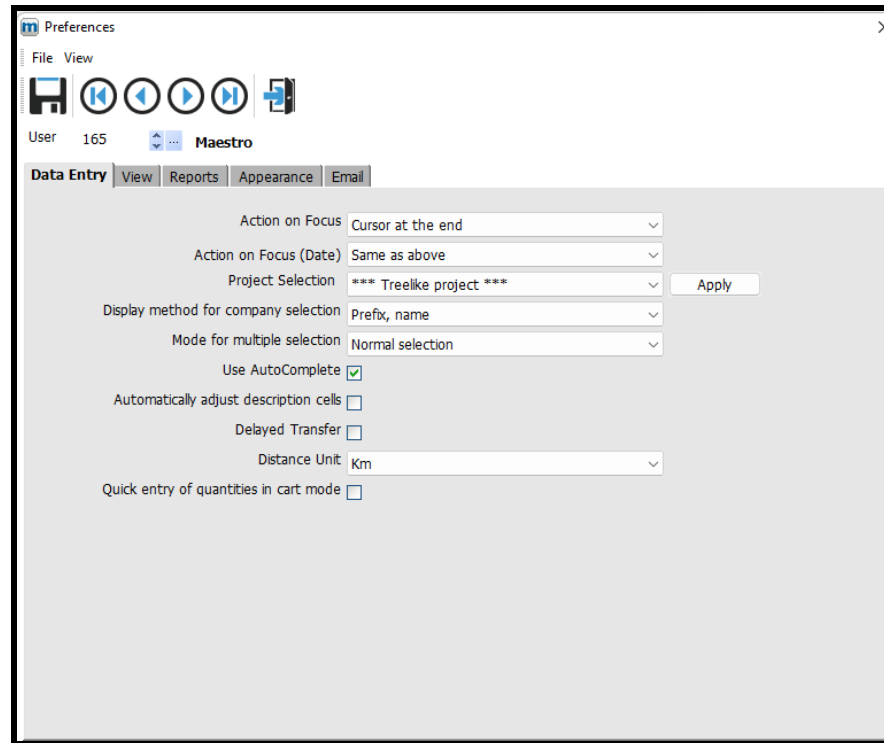 m Preferences
File View
User 165 ... Maestro
Data Entry View Reports Appearance Email
Action on Focus Cursor at the end
Action on Focus (Date) Same as above
Project Selection *** Treelike project *** Apply
Display method for company selection Prefix, name
Mode for multiple selection Normal selection
Use AutoComplete
Automatically adjust description cells
Delayed Transfer
Distance Unit Km
Quick entry of quantities in cart mode